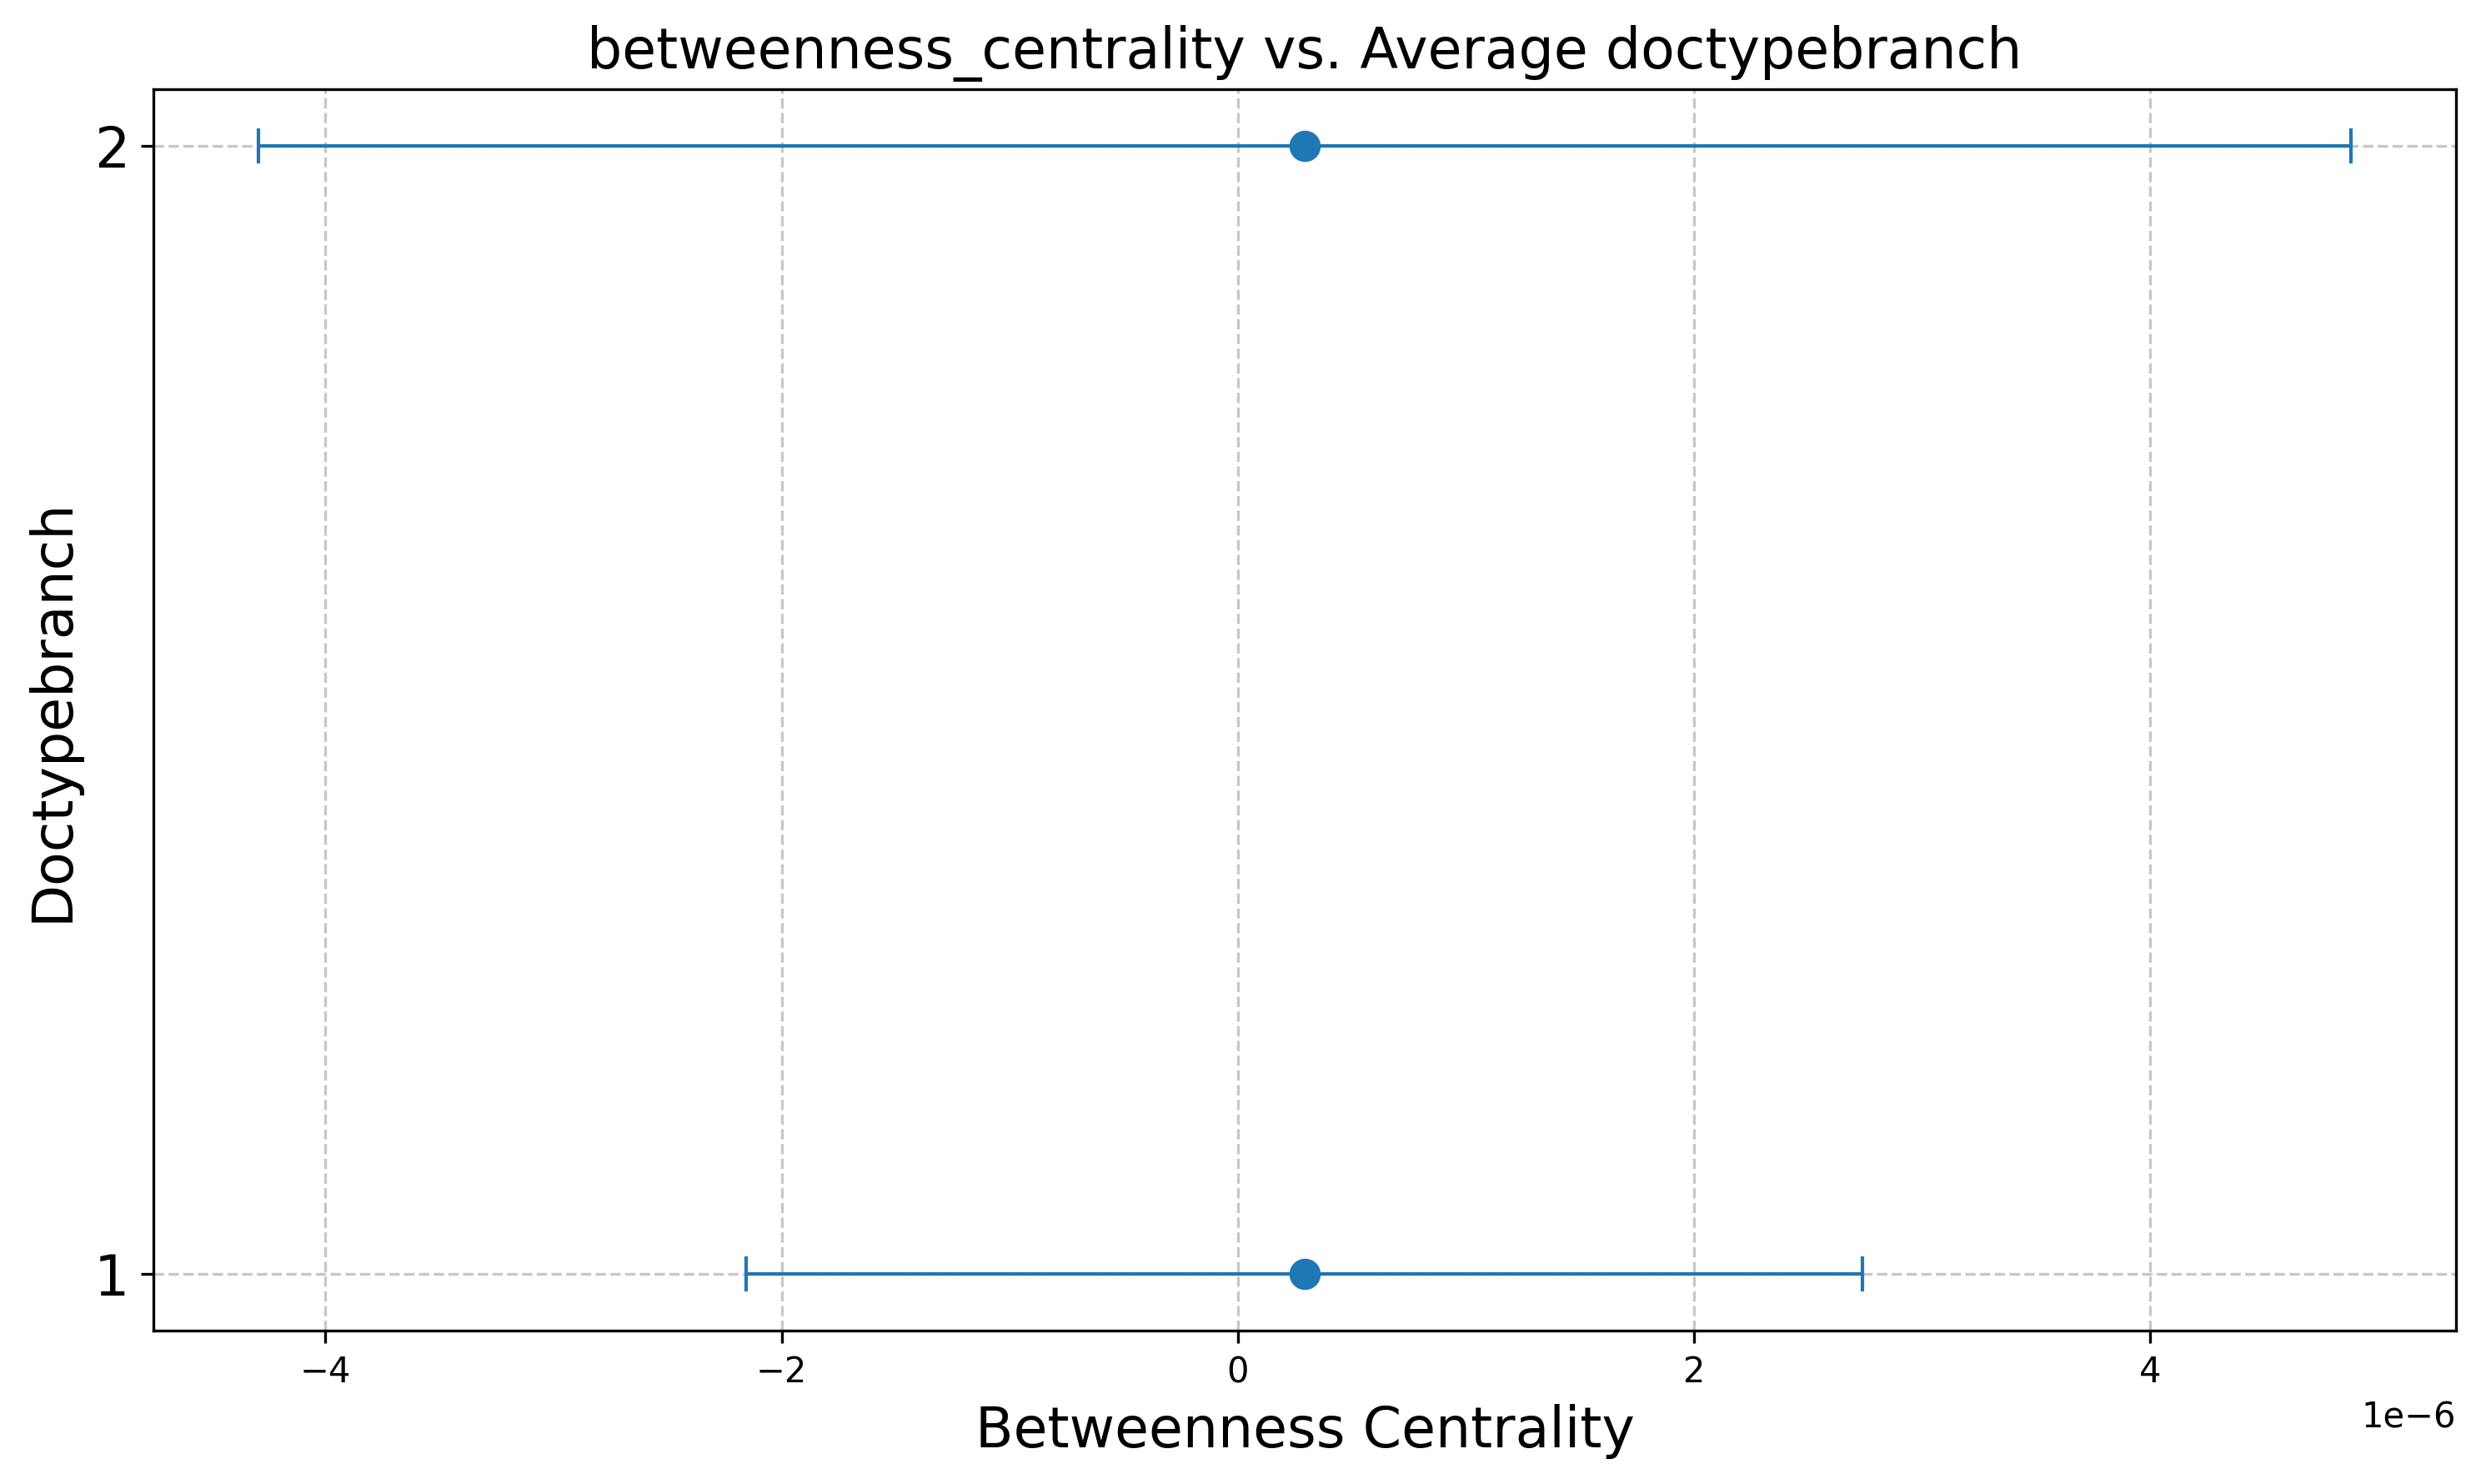 betweenness_centrality vs. Average doctypebranch
2
Doctypebranch
1
−4 −2 0 2 4
1e−6
Betweenness Centrality